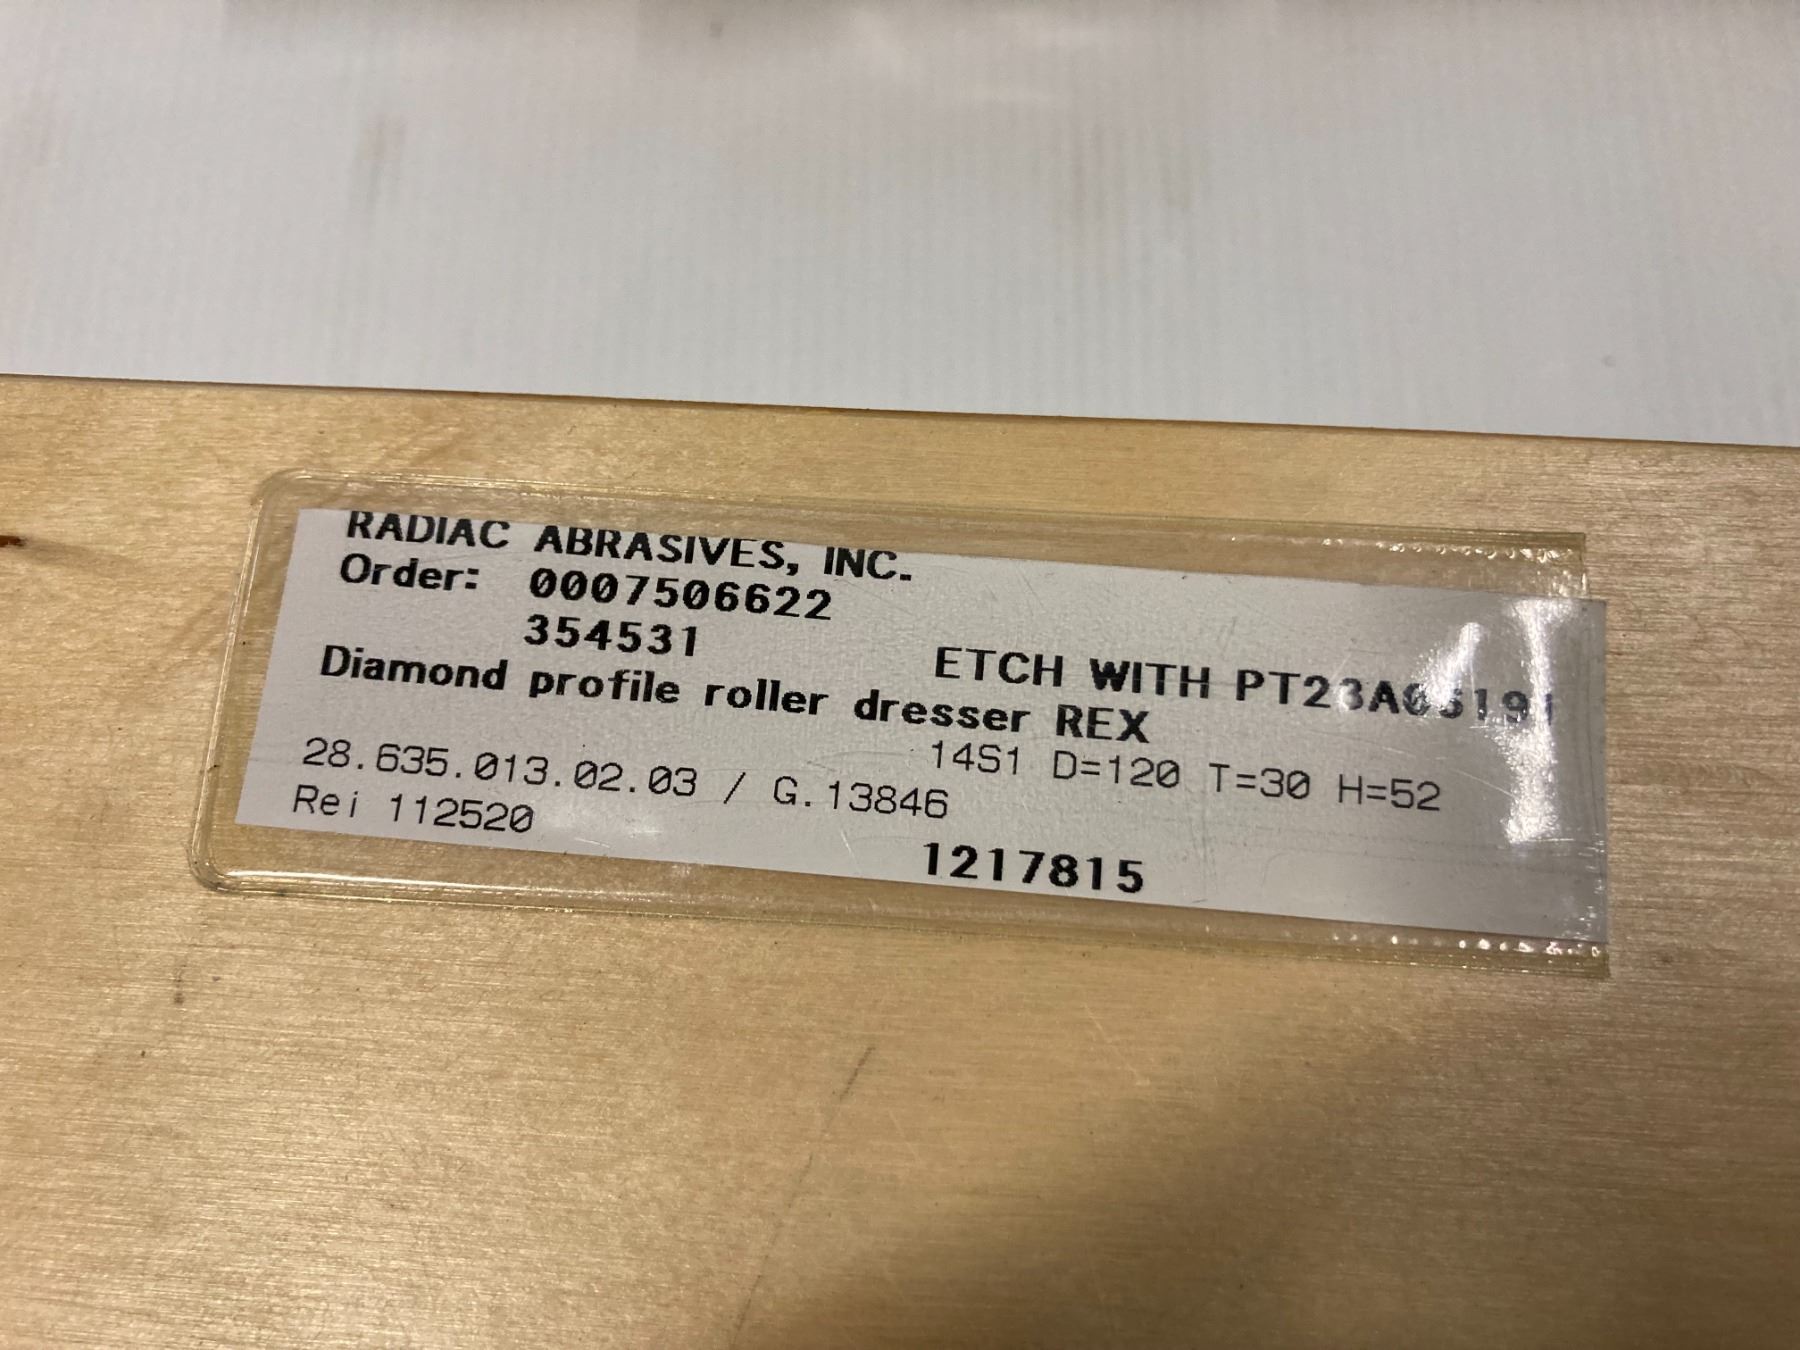 RADIAC ABRASIVES, INC.
Order: 0007506622
354531
ETCH WITH
Diamond profile roller dresser REX
14S1 D=120 T=30 H=52
28.635.013.02.03 / G.13846
Rei 112520
1217815